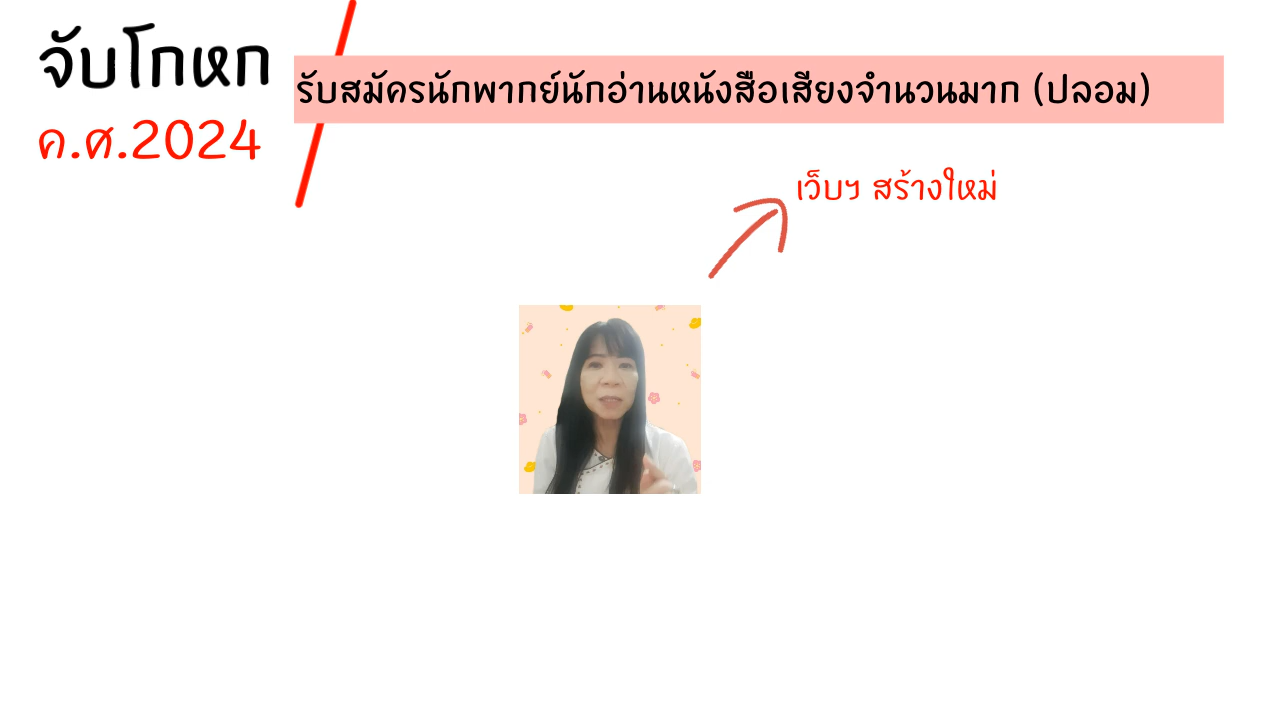 จับโกหก
ค.ศ.2024
รับสมัครนักพากย์นักอ่านหนังสือเสียงจำนวนมาก (ปลอม)
เว็บฯ สร้างใหม่